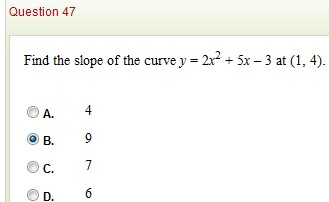 Question 47
Find the slope of the curve y = 2x² + 5x – 3 at (1, 4).
A. 4
B. 9
C. 7
D. 6